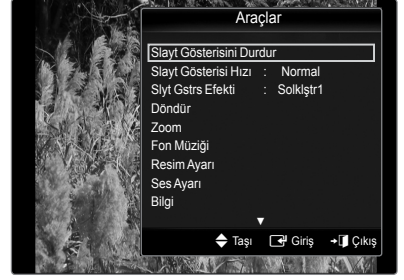 Araçlar
Slayt Gösterisini Durdur
Slayt Gösterisi Hızı : Normal
Slyt Gstrs Efekti : Solklştr1
Döndür
Zoom
Fon Müziği
Resim Ayarı
Ses Ayarı
Bilgi
Taşı Giriş Çıkış